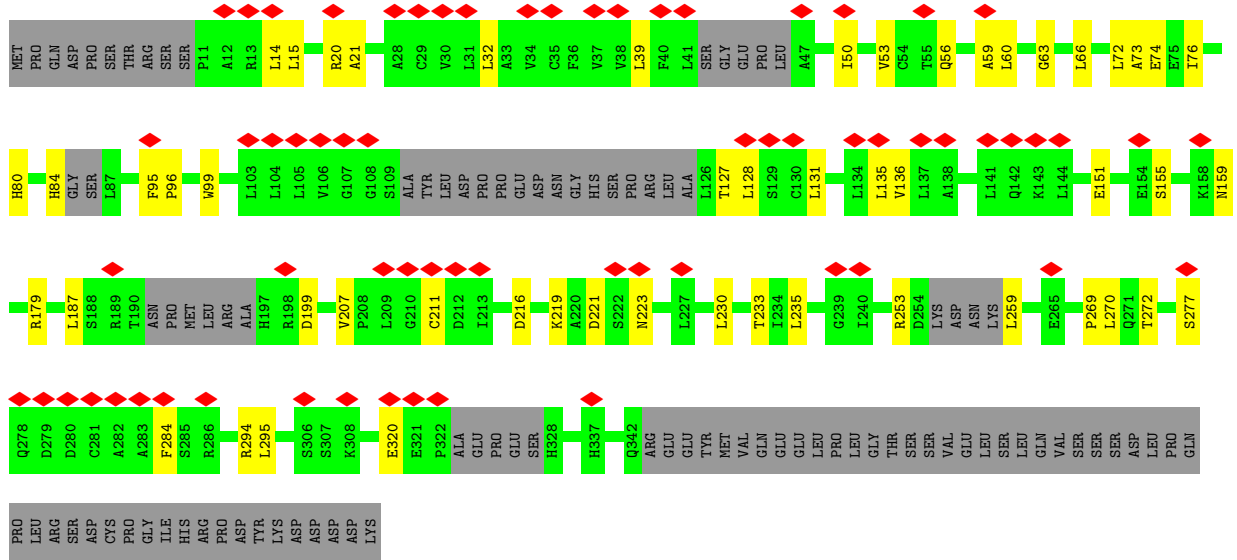 MET PRO GLN ASP PRO SER THR ARG SER SER P11 A12 R13 L14 L15 R20 A21 A28 C29 V30 L31 L32 A33 V34 C35 F36 V37 V38 L39 F40 L41 SER GLY GLU PRO LEU A47 I50 V53 C54 T55 Q56 A59 L60 G63 L66 L72 A73 E74 E75 I76
H80 H84 GLY SER L87 F95 P96 W99 L103 L104 L105 V106 G107 G108 S109 ALA TYR LEU ASP PRO PRO GLU ASP ASN GLY HIS SER PRO ARG LEU ALA L126 T127 L128 S129 C130 L131 L134 L135 V136 L137 A138 L141 Q142 K143 L144 E151 E154 S155 K158 N159
R179 L187 S188 R189 T190 ASN PRO MET LEU ARG ALA H197 R198 D199 V207 P208 L209 G210 C211 D212 I213 D216 K219 A220 D221 S222 N223 L227 L230 T233 I234 L235 G239 I240 R253 D254 LYS ASP ASN LYS L259 E265 P269 L270 Q271 T272 S277
Q278 D279 D280 C281 A282 A283 F284 S285 R286 R294 L295 S306 S307 K308 E320 E321 P322 ALA GLU PRO GLU SER H328 H337 Q342 ARG GLU GLU TYR MET VAL GLN GLU GLU LEU PRO LEU GLY THR SER SER VAL GLU LEU SER LEU GLN VAL SER SER SER ASP LEU PRO GLN
PRO LEU ARG SER ASP CYS PRO GLY ILE HIS ARG PRO ASP TYR LYS ASP ASP ASP ASP LYS